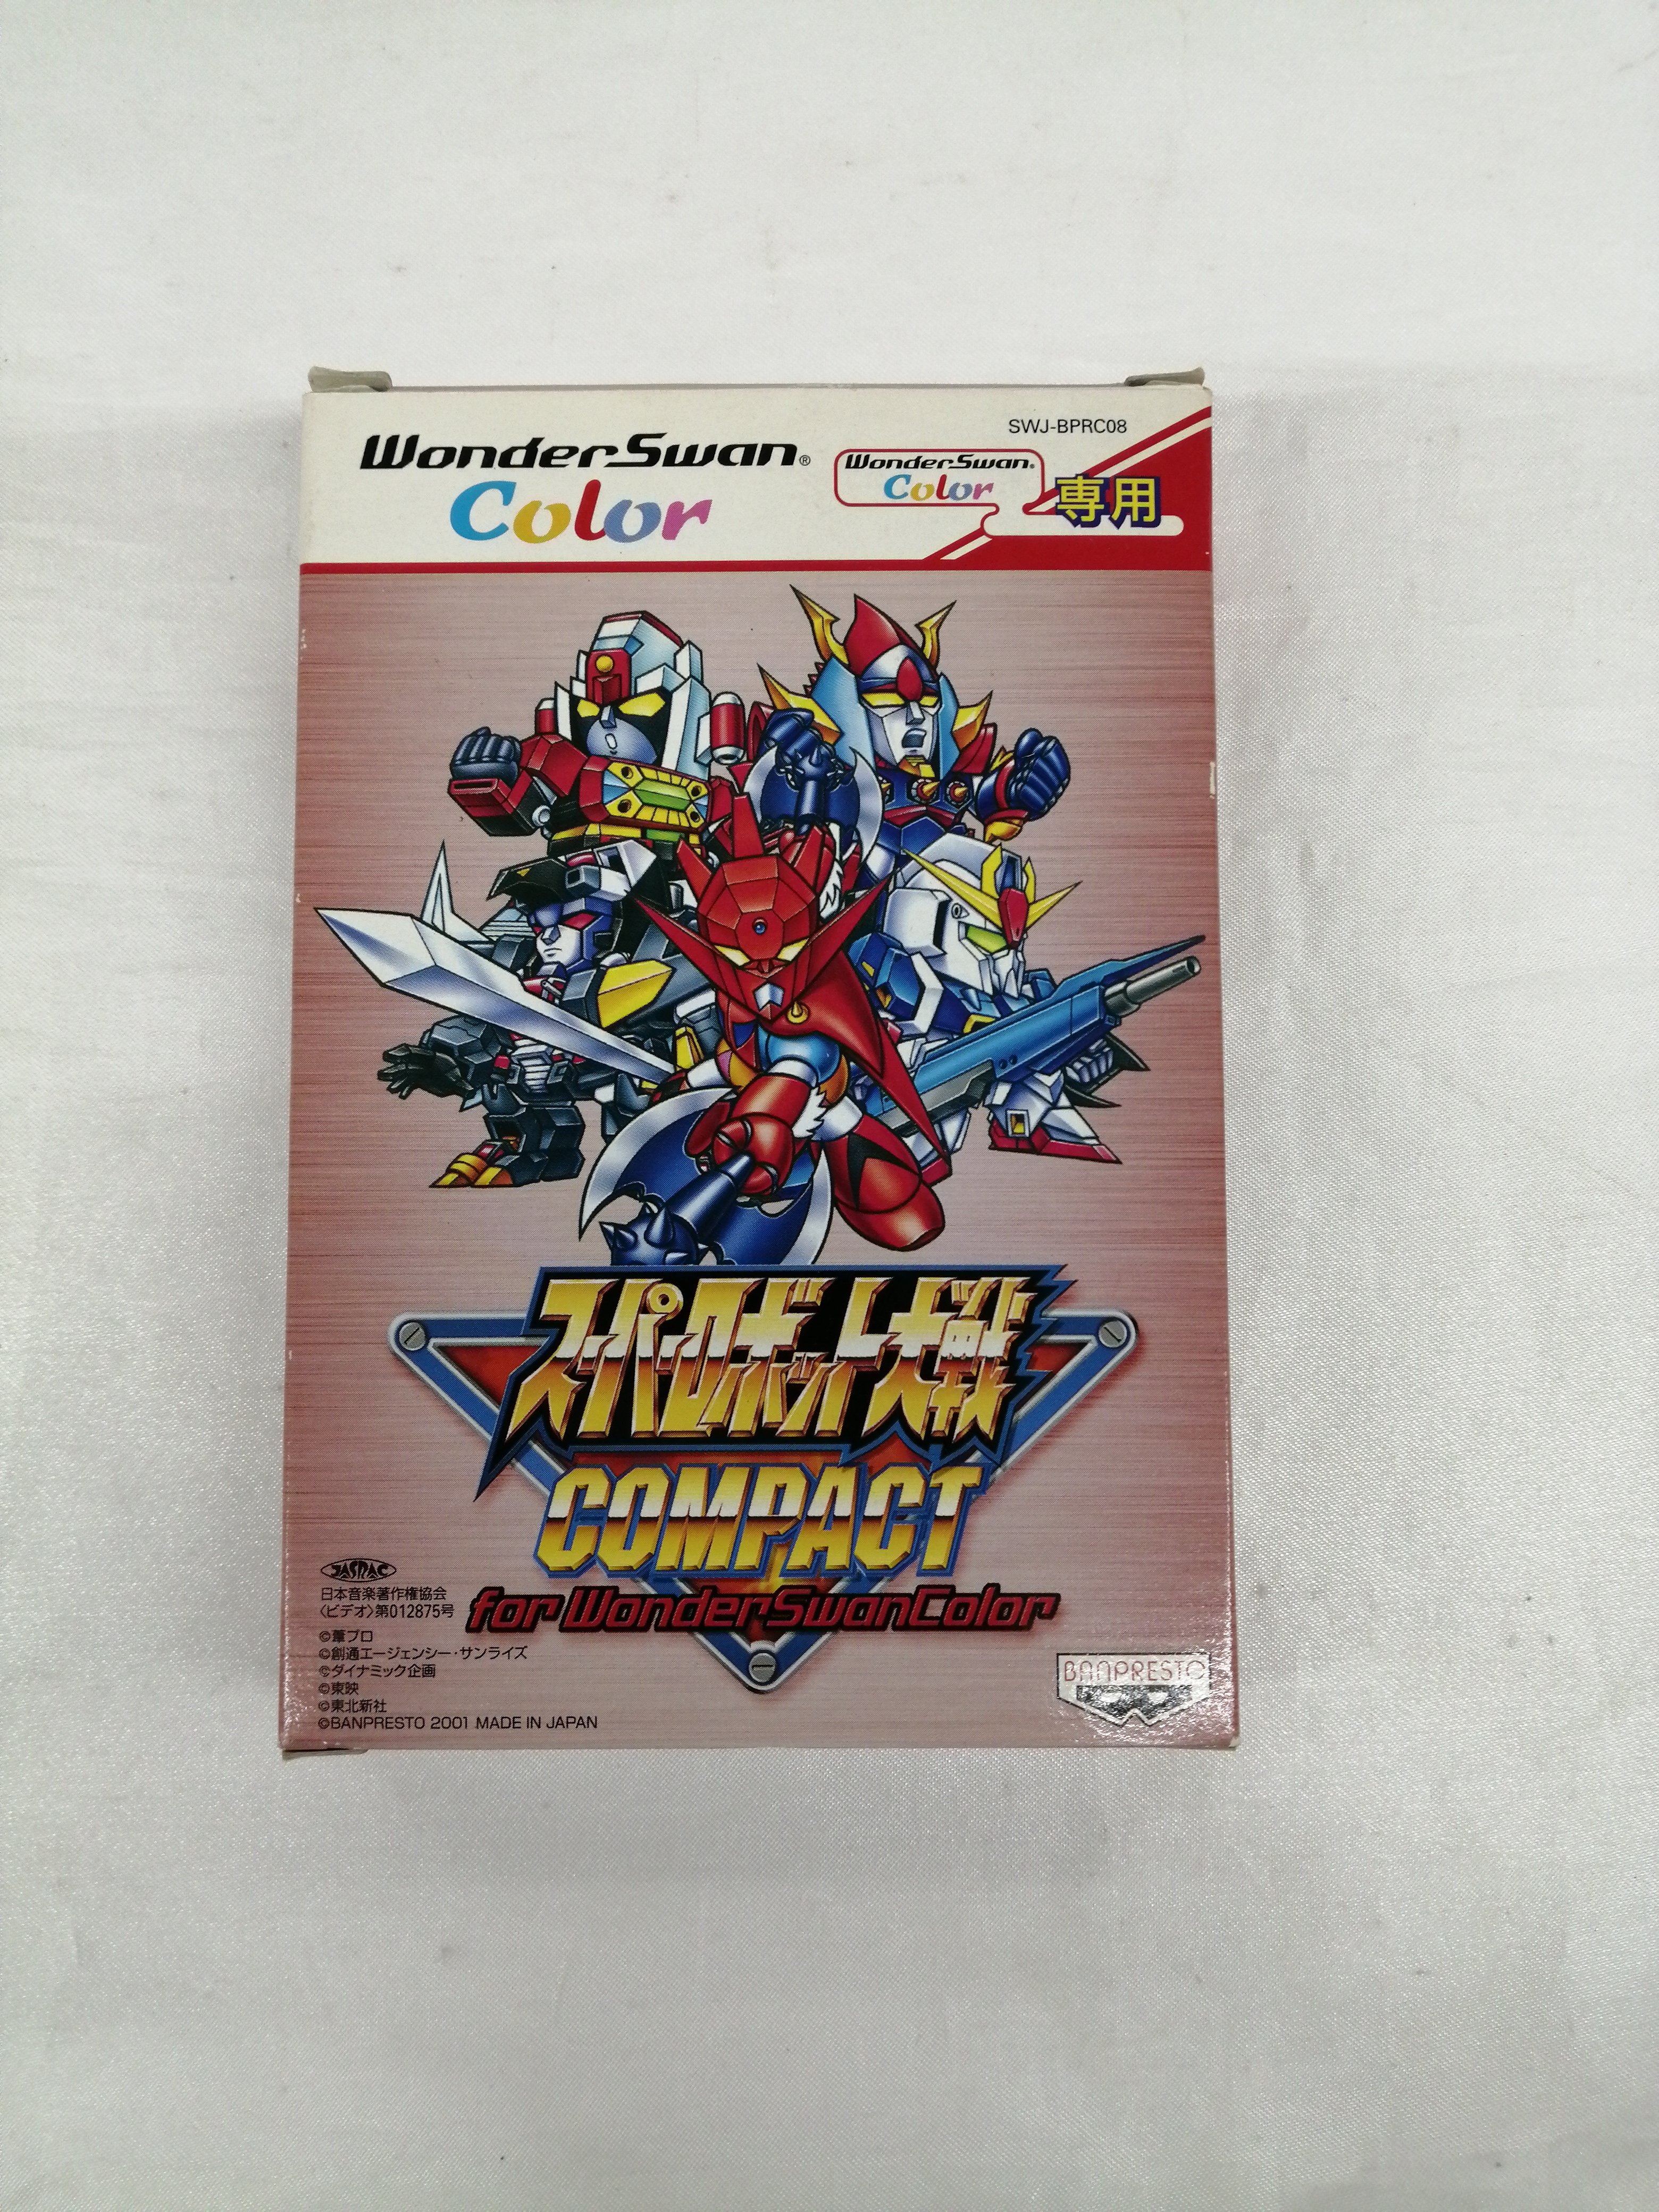 SWJ-BPRC08
WonderSwan®
Color
WonderSwan®
Color
専用
スーパーロボット大戦
COMPACT
for WonderSwanColor
JASRAC
日本音楽著作権協会
〈ビデオ〉第012875号
©葦プロ
©創通エージェンシー・サンライズ
©ダイナミック企画
©東映
©東北新社
©BANPRESTO 2001 MADE IN JAPAN
BANPRESTO